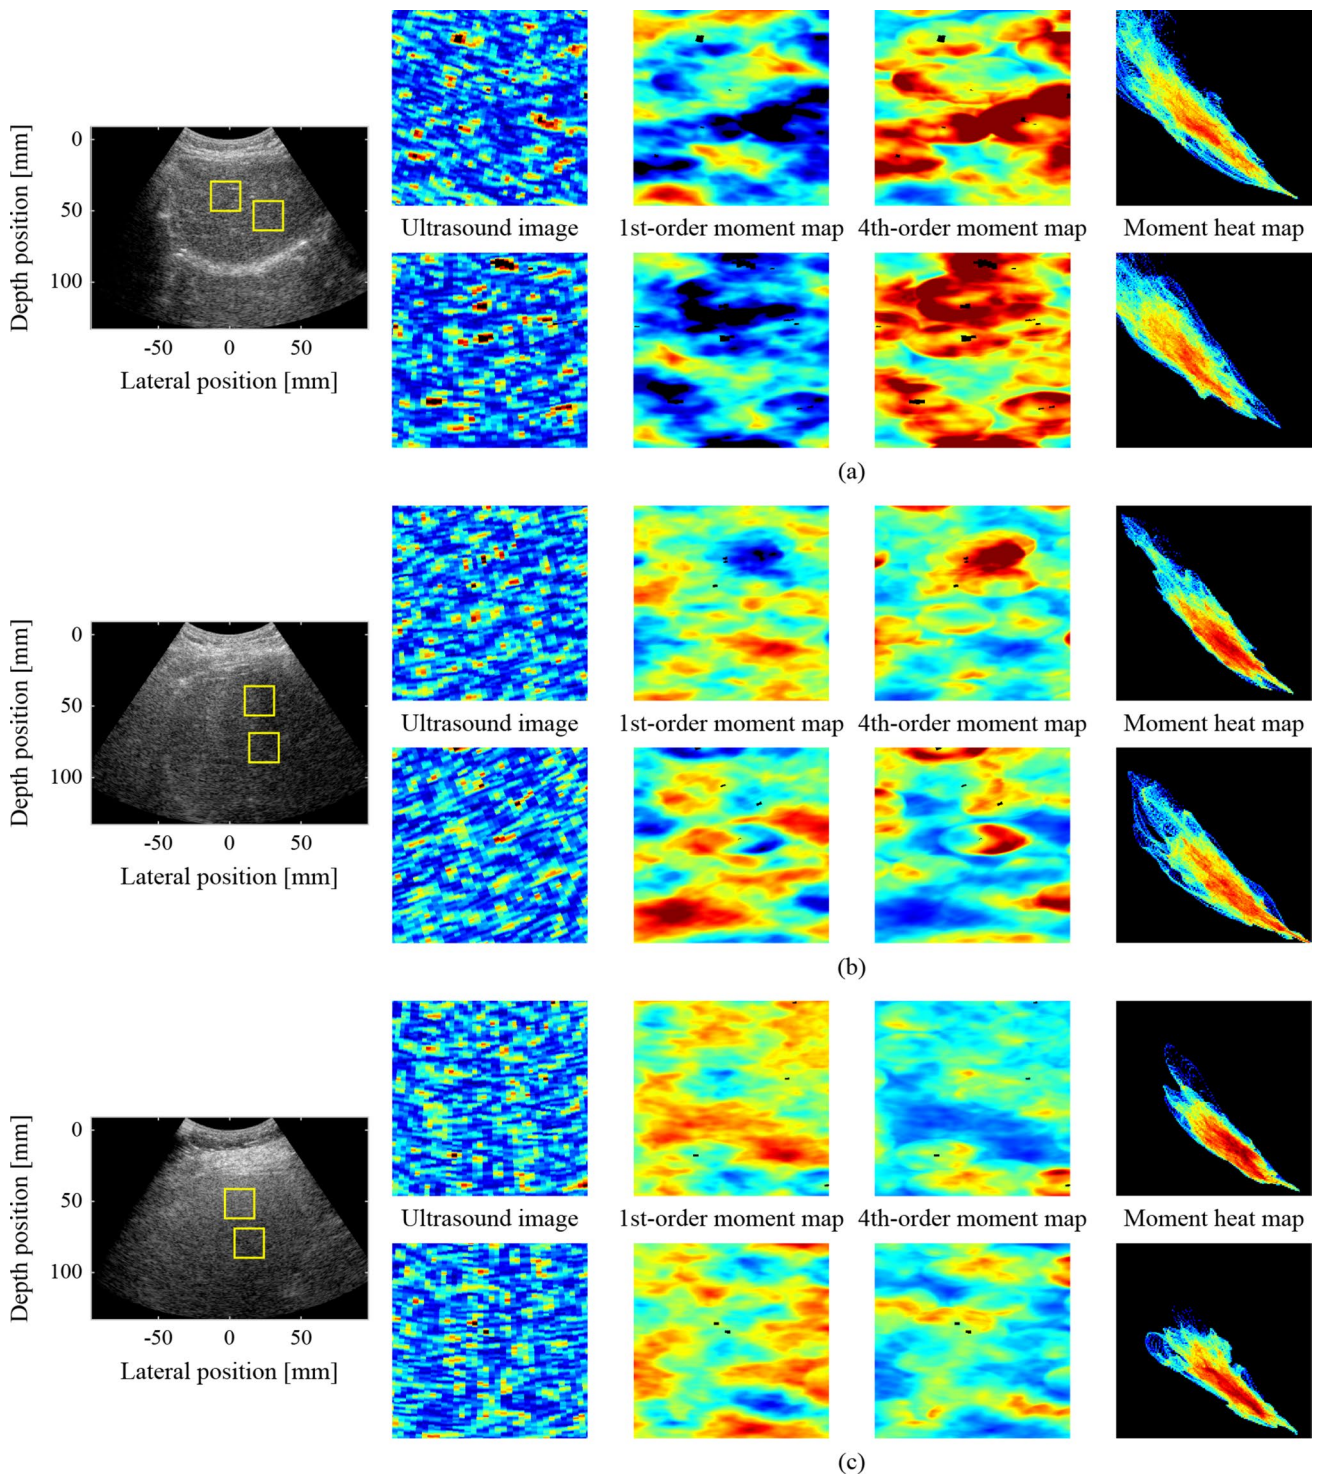 Depth position [mm]
0
50
100
-50 0 50
Lateral position [mm]
Ultrasound image 1st-order moment map 4th-order moment map Moment heat map
(a)
Depth position [mm]
0
50
100
-50 0 50
Lateral position [mm]
Ultrasound image 1st-order moment map 4th-order moment map Moment heat map
(b)
Depth position [mm]
0
50
100
-50 0 50
Lateral position [mm]
Ultrasound image 1st-order moment map 4th-order moment map Moment heat map
(c)